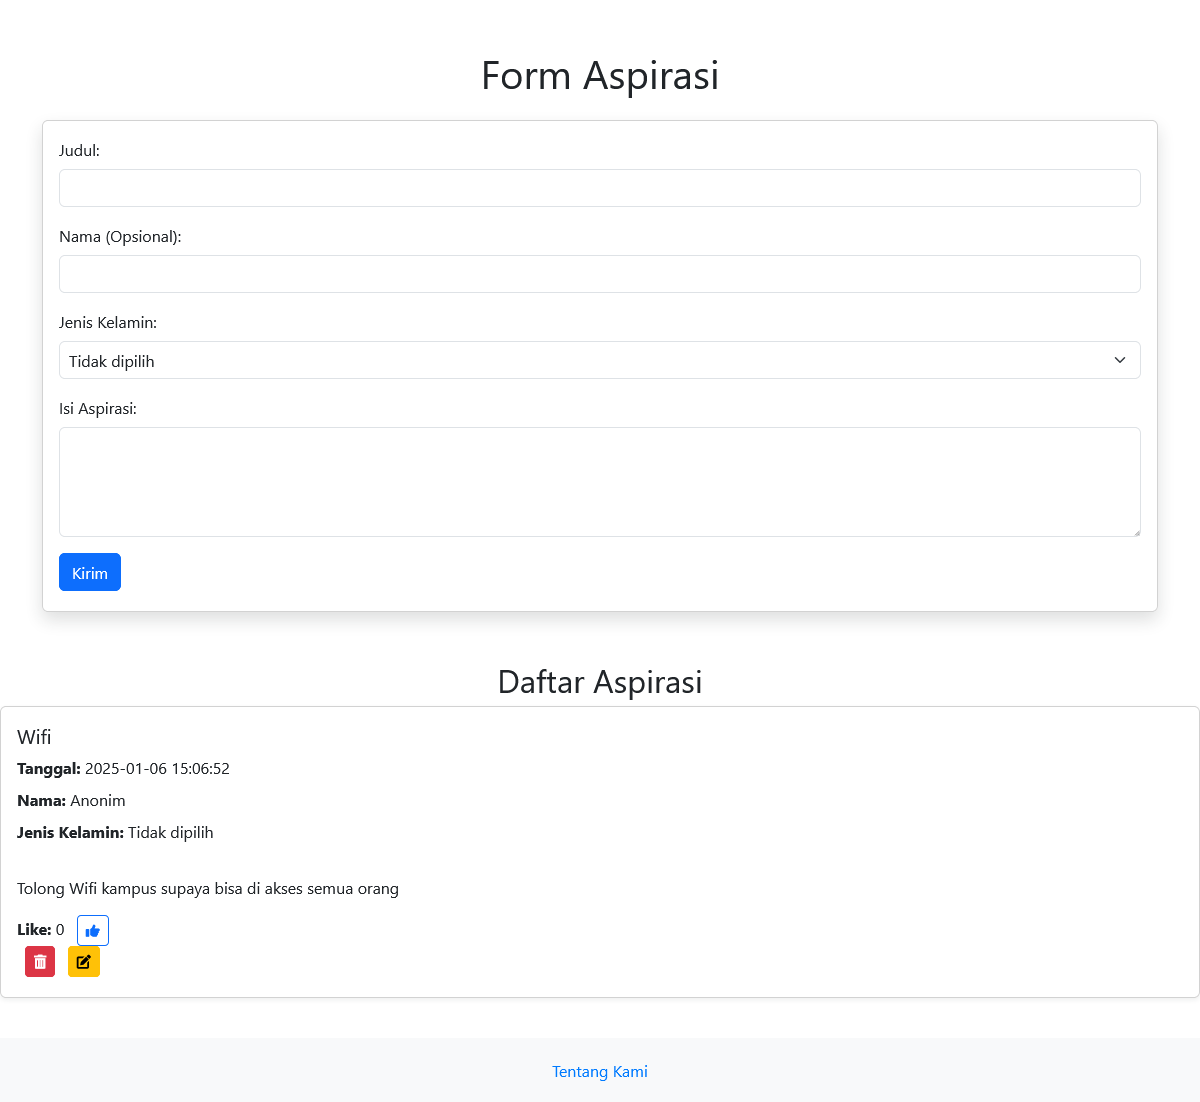 Form Aspirasi
Judul:
Nama (Opsional):
Jenis Kelamin:
Tidak dipilih
Isi Aspirasi:
Kirim
Daftar Aspirasi
Wifi
Tanggal: 2025-01-06 15:06:52
Nama: Anonim
Jenis Kelamin: Tidak dipilih
Tolong Wifi kampus supaya bisa di akses semua orang
Like: 0
Tentang Kami